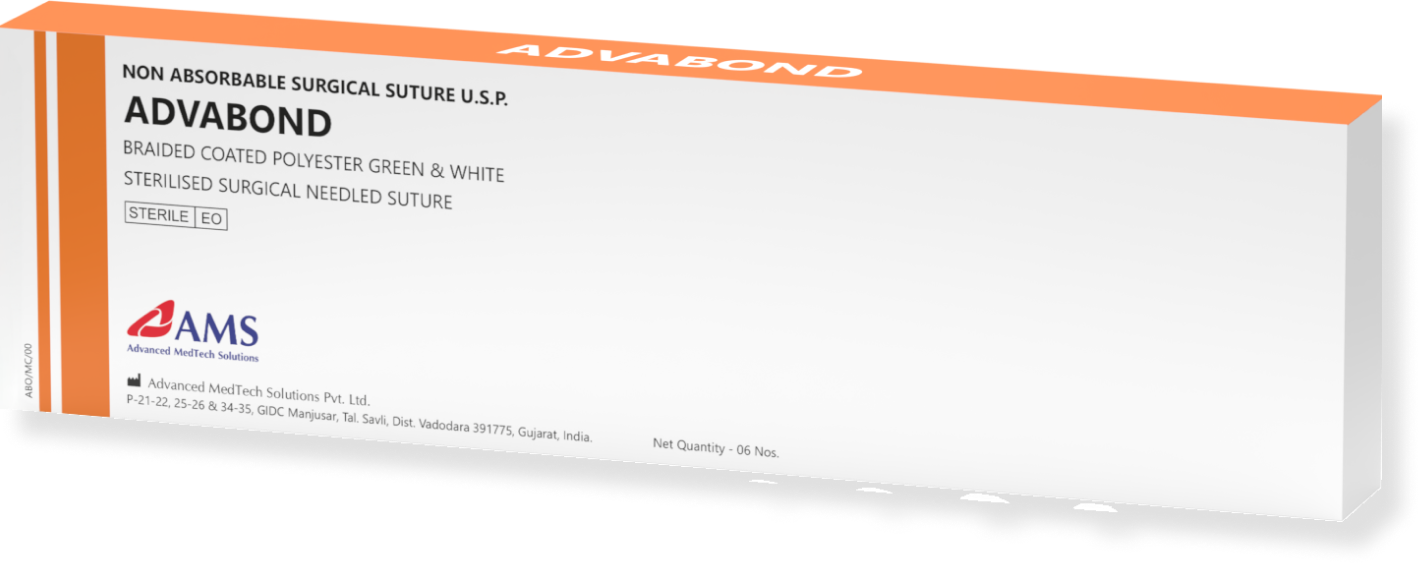 ADVABOND
NON ABSORBABLE SURGICAL SUTURE U.S.P.
ADVABOND
BRAIDED COATED POLYESTER GREEN & WHITE
STERILISED SURGICAL NEEDLED SUTURE
STERILE EO
AMS
Advanced MedTech Solutions
Advanced MedTech Solutions Pvt. Ltd.
P-21-22, 25-26 & 34-35, GIDC Manjusar, Tal. Savli, Dist. Vadodara 391775, Gujarat, India.
Net Quantity - 06 Nos.
ABO/MC/00